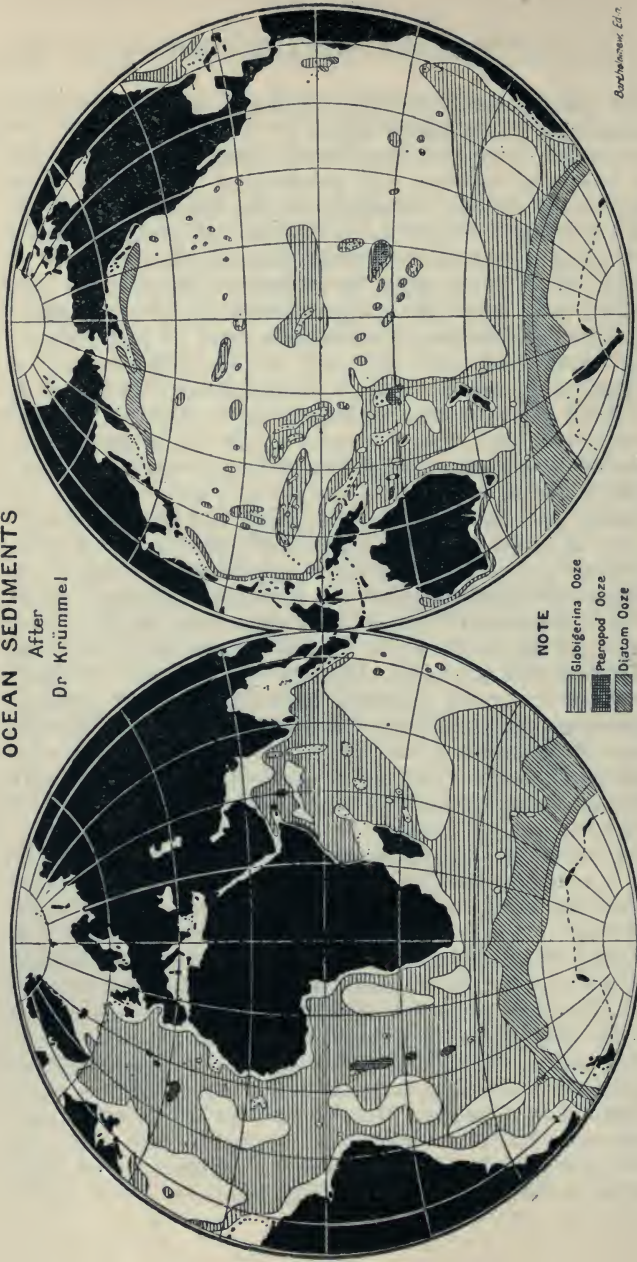 OCEAN SEDIMENTS
After
Dr Krümmel
NOTE
Globigerina Ooze
Pteropod Ooze
Diatom Ooze
Bartholomew, Edin.